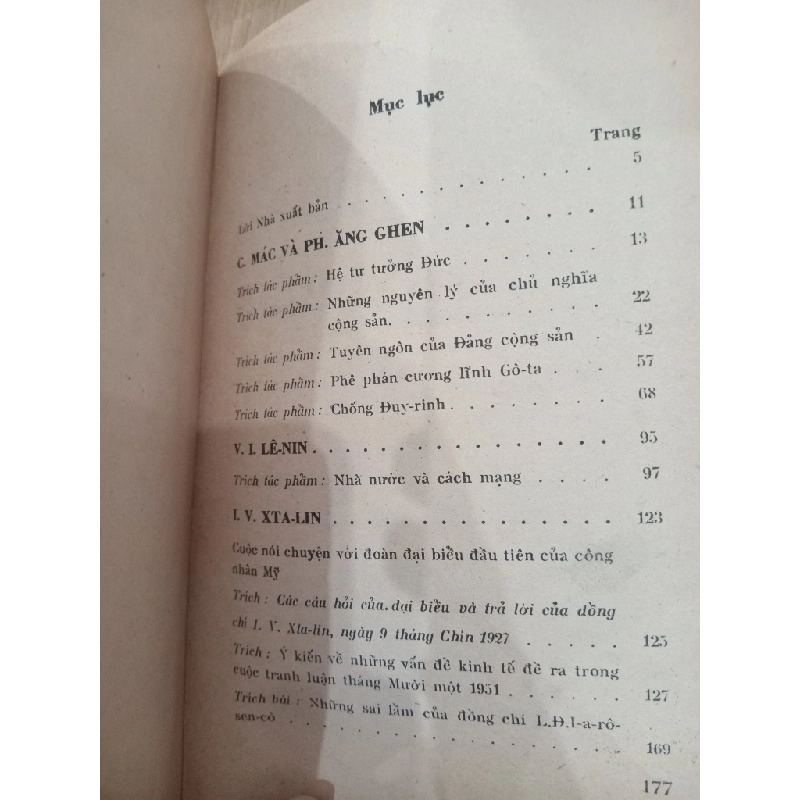 Mục lục
Trang
Lời Nhà xuất bản . . . . . . . . . . . . 5
C. MÁC VÀ PH. ĂNG GHEN . . . . . . . . 11
Trích tác phẩm: Hệ tư tưởng Đức . . . . . . . 13
Trích tác phẩm: Những nguyên lý của chủ nghĩa
cộng sản. . . . . . . . . . 22
Trích tác phẩm: Tuyên ngôn của Đảng cộng sản . 42
Trích tác phẩm: Phê phán cương lĩnh Gô-ta . . . 57
Trích tác phẩm: Chống Đuy-rinh . . . . . . . 68
V. I. LÊ-NIN . . . . . . . . . . . . . . 95
Trích tác phẩm: Nhà nước và cách mạng . . . . 97
I. V. XTA-LIN . . . . . . . . . . . . . 123
Cuộc nói chuyện với đoàn đại biểu đầu tiên của công
nhân Mỹ
Trích: Các câu hỏi của đại biểu và trả lời của đồng
chí I. V. Xta-lin, ngày 9 tháng Chín 1927 . . . . . 125
Trích: Ý kiến về những vấn đề kinh tế đề ra trong
cuộc tranh luận tháng Mười một 1951 . . . . . . 127
Trích bài: Những sai lầm của đồng chí L.Đ.I-a-rô-
sen-cô . . . . . . . . . . . . . . 169
177